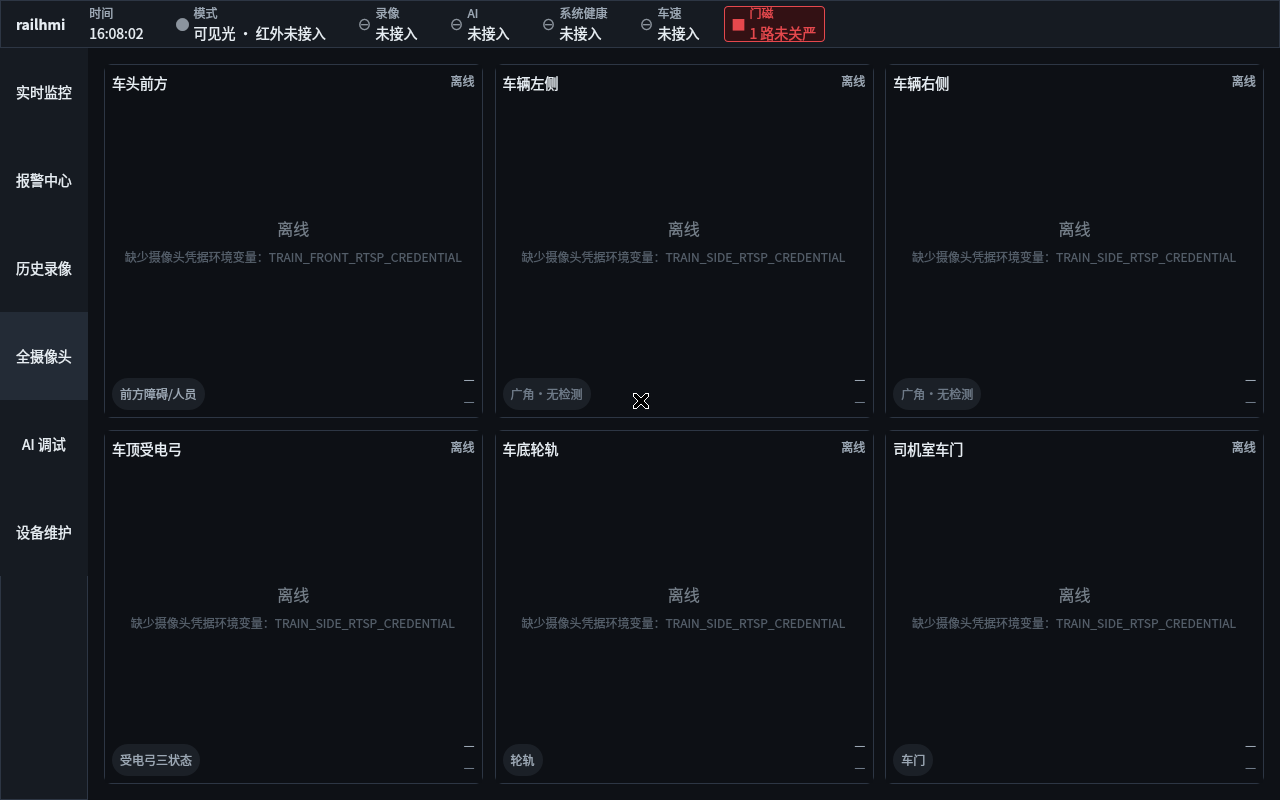 railhmi
时间
16:08:02
模式
可见光 · 红外未接入
录像
未接入
AI
未接入
系统健康
未接入
车速
未接入
门磁
1 路未关严
实时监控
报警中心
历史录像
全摄像头
AI 调试
设备维护
车头前方
离线
离线
缺少摄像头凭据环境变量：TRAIN_FRONT_RTSP_CREDENTIAL
前方障碍/人员
—
—
车辆左侧
离线
离线
缺少摄像头凭据环境变量：TRAIN_SIDE_RTSP_CREDENTIAL
广角·无检测
—
—
车辆右侧
离线
离线
缺少摄像头凭据环境变量：TRAIN_SIDE_RTSP_CREDENTIAL
广角·无检测
—
—
车顶受电弓
离线
离线
缺少摄像头凭据环境变量：TRAIN_SIDE_RTSP_CREDENTIAL
受电弓三状态
—
—
车底轮轨
离线
离线
缺少摄像头凭据环境变量：TRAIN_SIDE_RTSP_CREDENTIAL
轮轨
—
—
司机室车门
离线
离线
缺少摄像头凭据环境变量：TRAIN_SIDE_RTSP_CREDENTIAL
车门
—
—